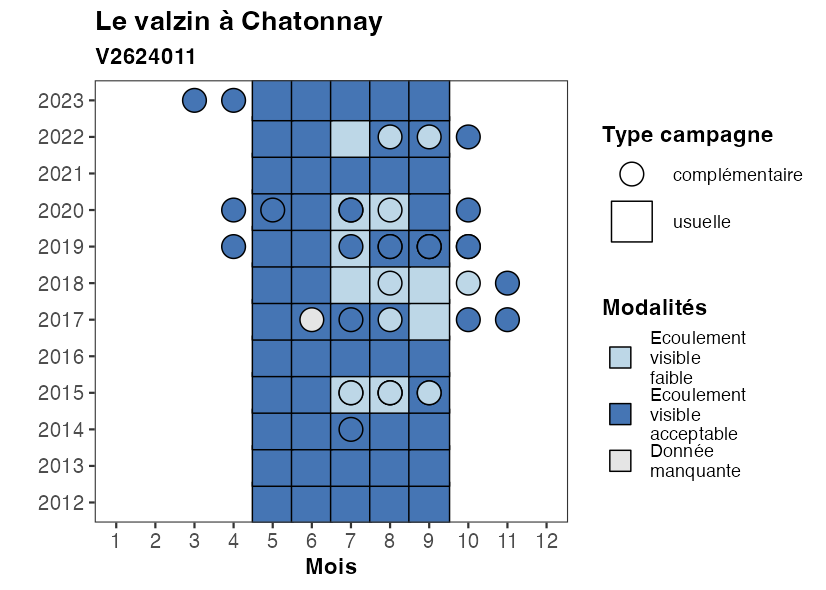 Le valzin à Chatonnay
V2624011
2023
2022
2021
2020
2019
2018
2017
2016
2015
2014
2013
2012
1 2 3 4 5 6 7 8 9 10 11 12
Mois
Type campagne
complémentaire
usuelle
Modalités
Ecoulement
visible
faible
Ecoulement
visible
acceptable
Donnée
manquante